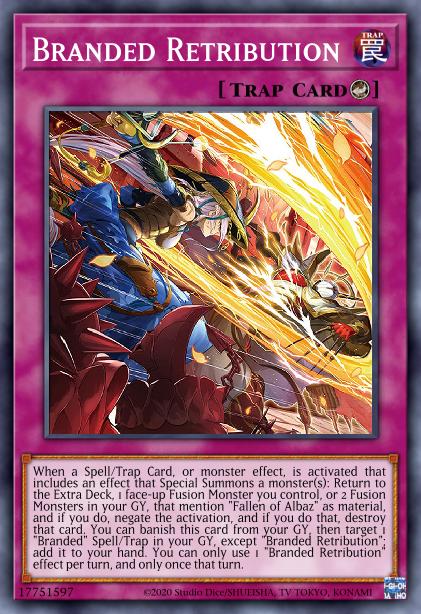 BRANDED RETRIBUTION
TRAP
罠
[TRAP CARD]
When a Spell/Trap Card, or monster effect, is activated that
includes an effect that Special Summons a monster(s): Return to
the Extra Deck, 1 face-up Fusion Monster you control, or 2 Fusion
Monsters in your GY, that mention "Fallen of Albaz" as material,
and if you do, negate the activation, and if you do that, destroy
that card. You can banish this card from your GY, then target 1
"Branded" Spell/Trap in your GY, except "Branded Retribution";
add it to your hand. You can only use 1 "Branded Retribution"
effect per turn, and only once that turn.
17751597
©2020 Studio Dice/SHUEISHA, TV TOKYO, KONAMI